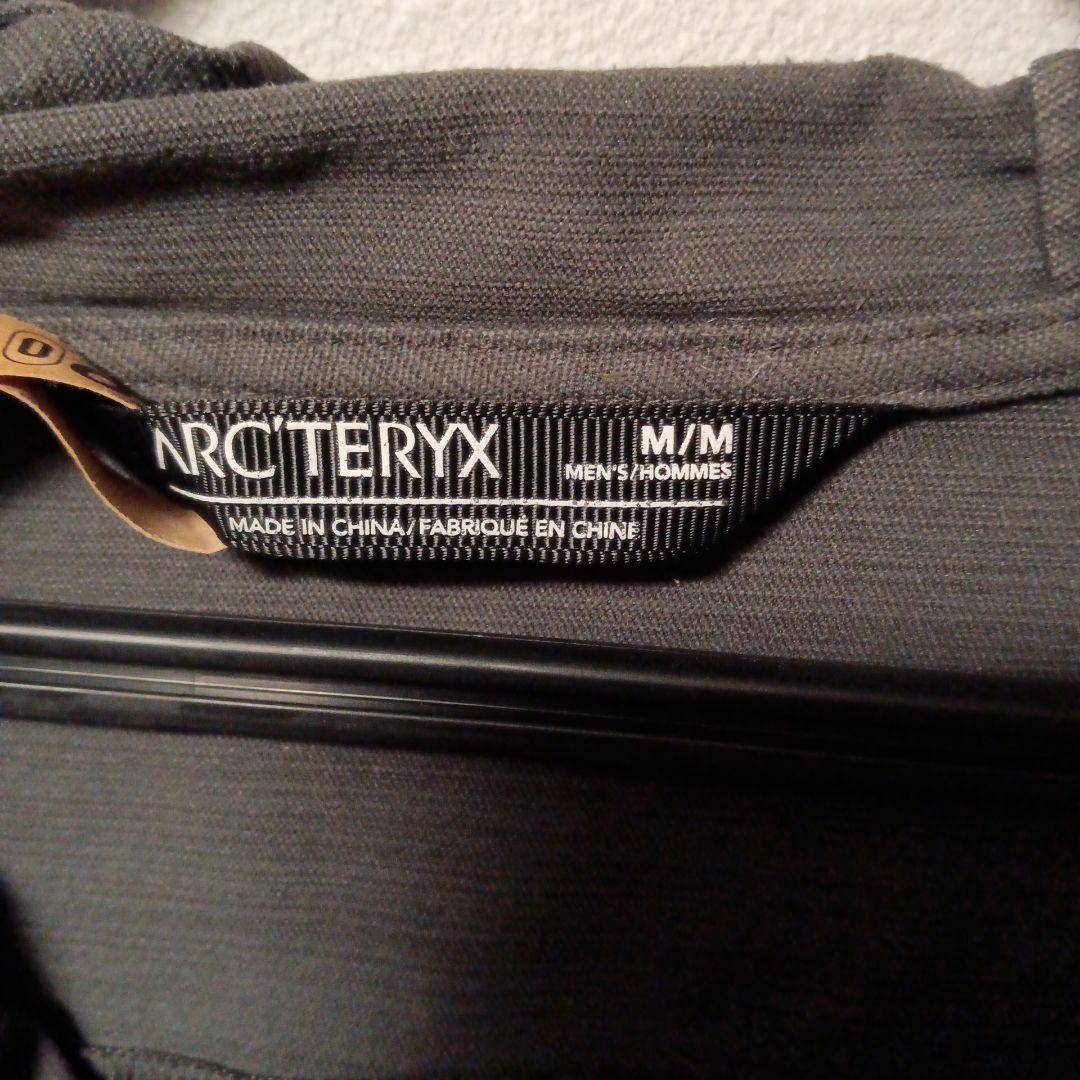 D
ARC'TERYX
M/M
MEN'S/HOMMES
MADE IN CHINA/FABRIQUÉ EN CHINE